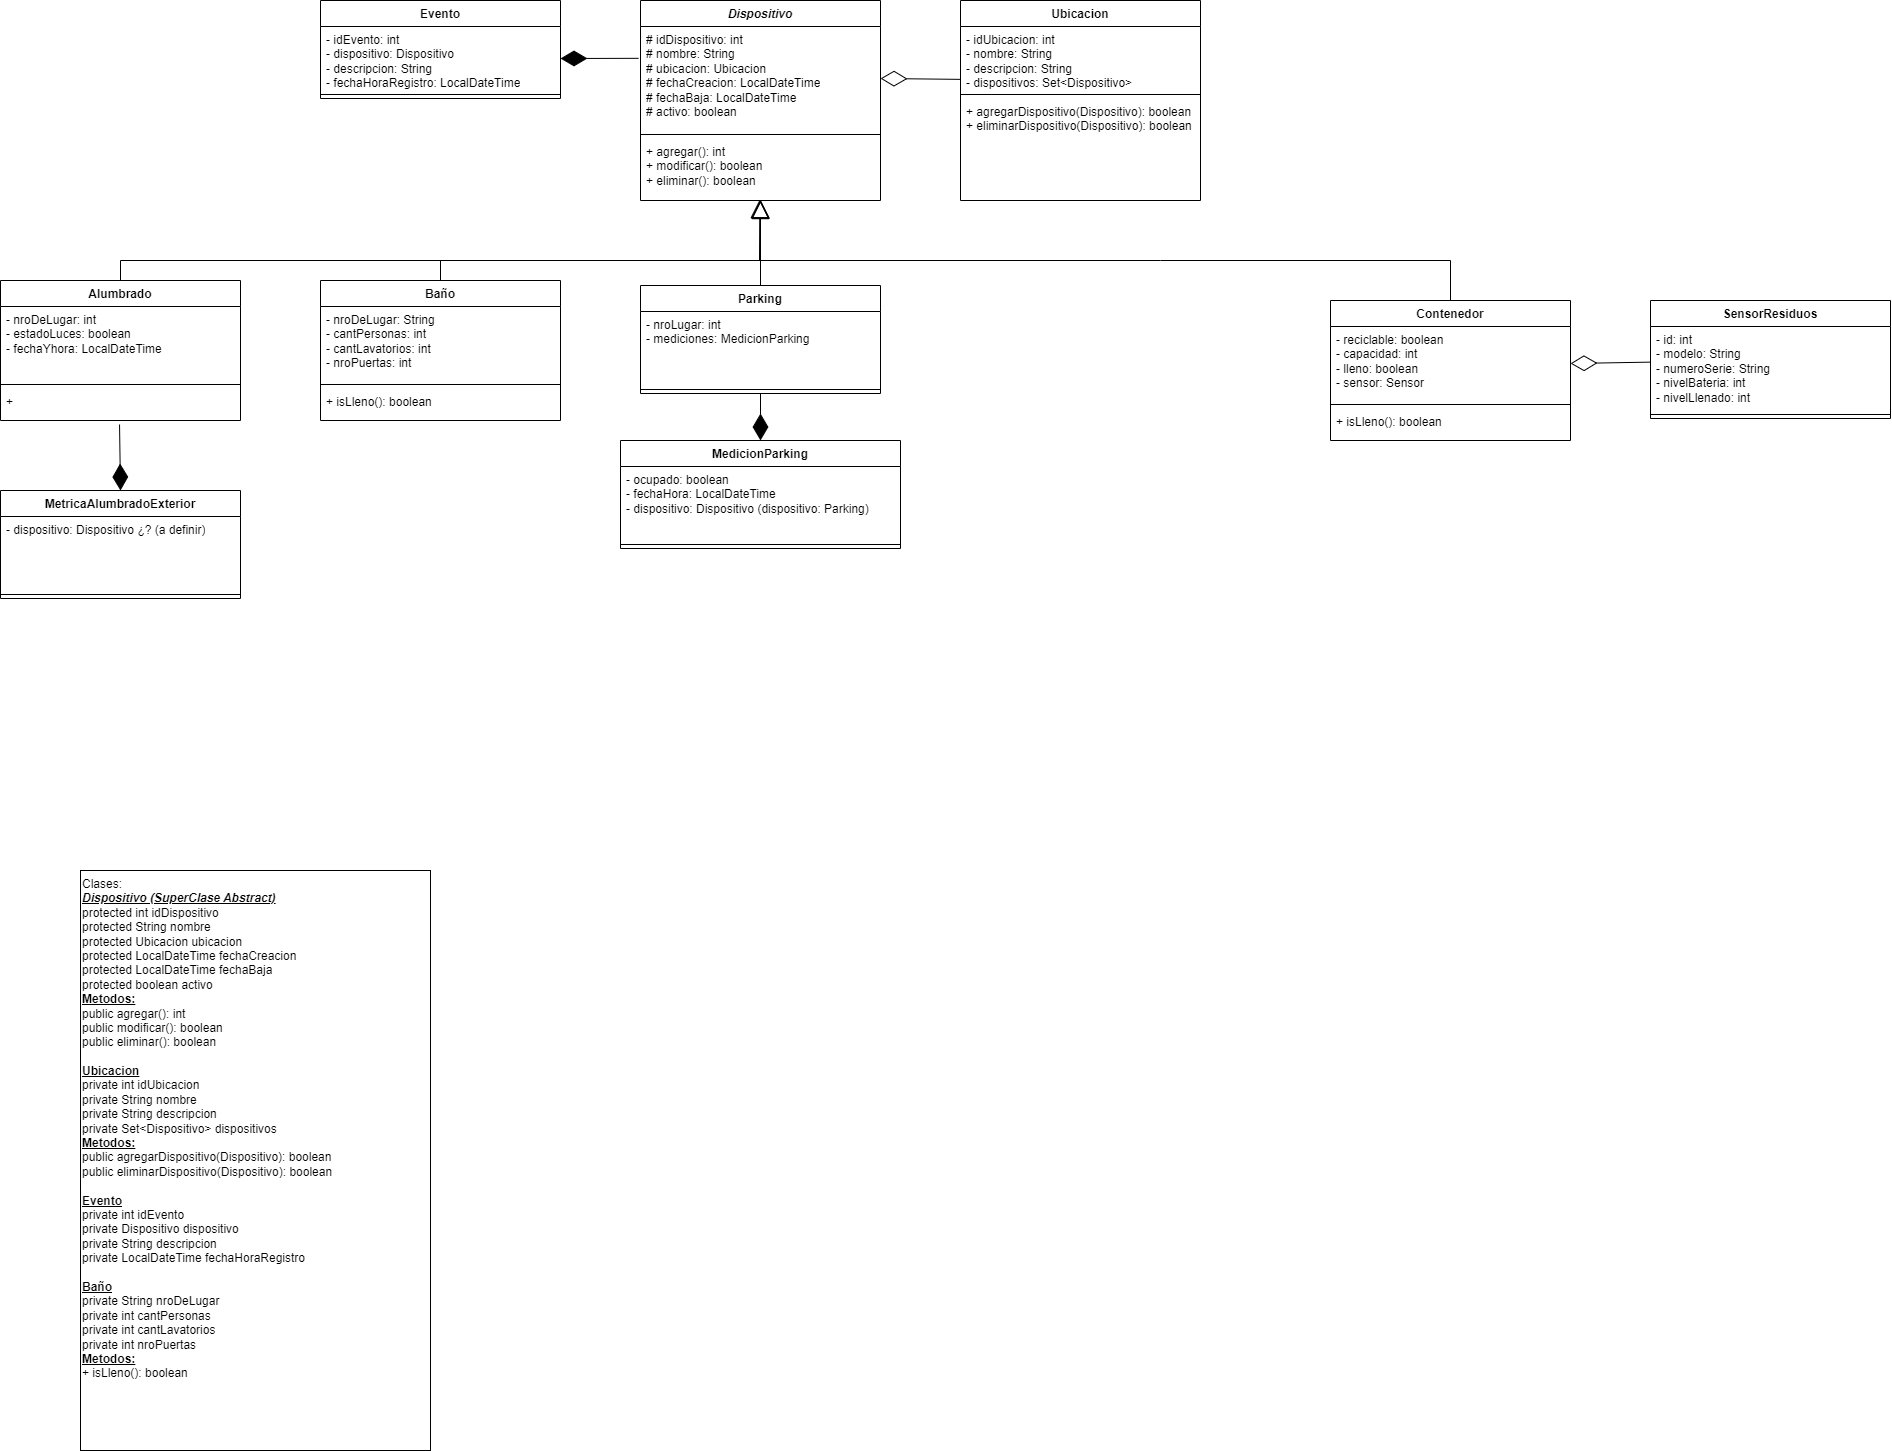 Evento
- idEvento: int
- dispositivo: Dispositivo
- descripcion: String
- fechaHoraRegistro: LocalDateTime
Dispositivo
# idDispositivo: int
# nombre: String
# ubicacion: Ubicacion
# fechaCreacion: LocalDateTime
# fechaBaja: LocalDateTime
# activo: boolean
+ agregar(): int
+ modificar(): boolean
+ eliminar(): boolean
Ubicacion
- idUbicacion: int
- nombre: String
- descripcion: String
- dispositivos: Set<Dispositivo>
+ agregarDispositivo(Dispositivo): boolean
+ eliminarDispositivo(Dispositivo): boolean
Alumbrado
- nroDeLugar: int
- estadoLuces: boolean
- fechaYhora: LocalDateTime
+
Baño
- nroDeLugar: String
- cantPersonas: int
- cantLavatorios: int
- nroPuertas: int
+ isLleno(): boolean
Parking
- nroLugar: int
- mediciones: MedicionParking
Contenedor
- reciclable: boolean
- capacidad: int
- lleno: boolean
- sensor: Sensor
+ isLleno(): boolean
SensorResiduos
- id: int
- modelo: String
- numeroSerie: String
- nivelBateria: int
- nivelLlenado: int
MetricaAlumbradoExterior
- dispositivo: Dispositivo ¿? (a definir)
MedicionParking
- ocupado: boolean
- fechaHora: LocalDateTime
- dispositivo: Dispositivo (dispositivo: Parking)
Clases:
Dispositivo (SuperClase Abstract)
protected int idDispositivo
protected String nombre
protected Ubicacion ubicacion
protected LocalDateTime fechaCreacion
protected LocalDateTime fechaBaja
protected boolean activo
Metodos:
public agregar(): int
public modificar(): boolean
public eliminar(): boolean
Ubicacion
private int idUbicacion
private String nombre
private String descripcion
private Set<Dispositivo> dispositivos
Metodos:
public agregarDispositivo(Dispositivo): boolean
public eliminarDispositivo(Dispositivo): boolean
Evento
private int idEvento
private Dispositivo dispositivo
private String descripcion
private LocalDateTime fechaHoraRegistro
Baño
private String nroDeLugar
private int cantPersonas
private int cantLavatorios
private int nroPuertas
Metodos:
+ isLleno(): boolean